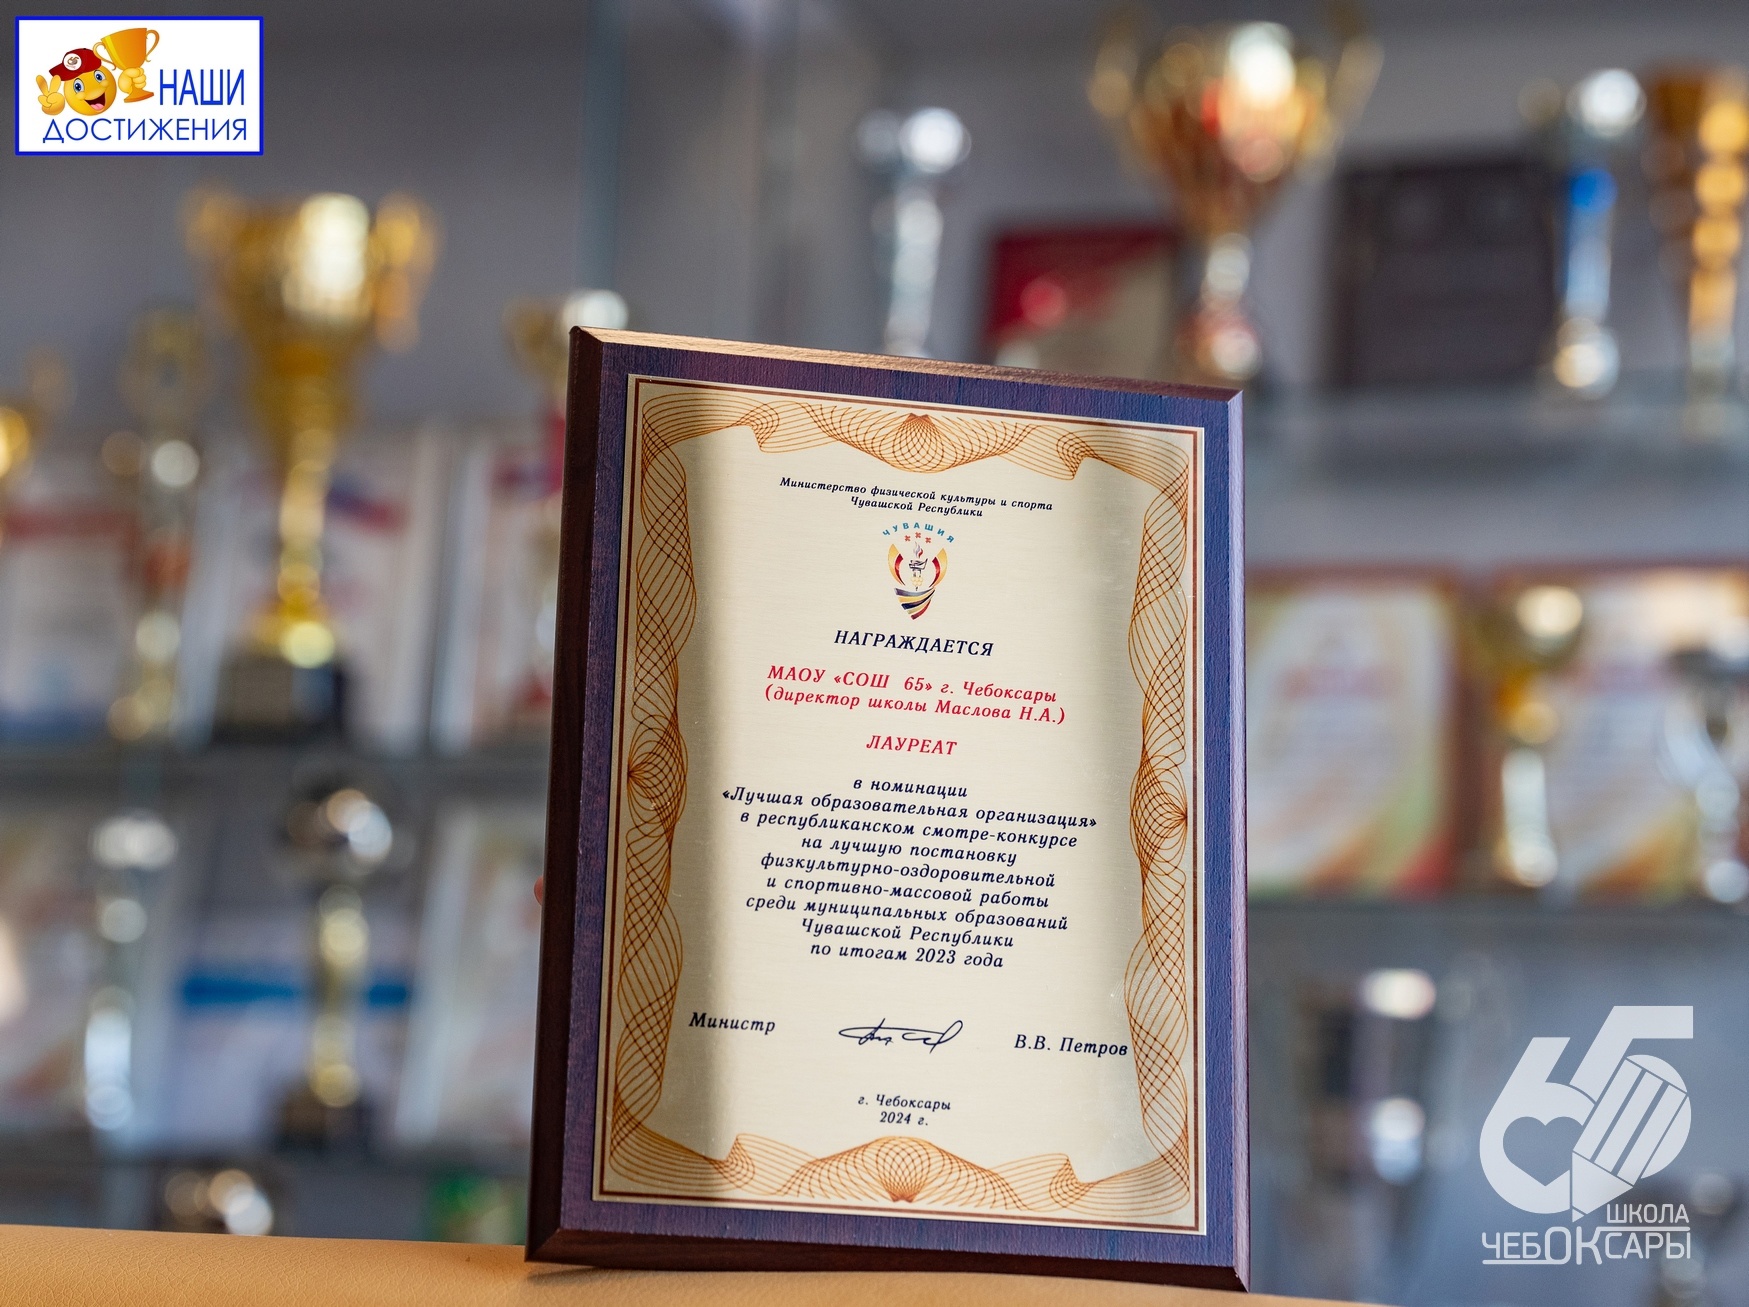 НАШИ
ДОСТИЖЕНИЯ
Министерство физической культуры и спорта
Чувашской Республики
ЧУВАШИЯ
НАГРАЖДАЕТСЯ
МАОУ «СОШ 65» г. Чебоксары
(директор школы Маслова Н.А.)
ЛАУРЕАТ
в номинации
«Лучшая образовательная организация»
в республиканском смотре-конкурсе
на лучшую постановку
физкультурно-оздоровительной
и спортивно-массовой работы
среди муниципальных образований
Чувашской Республики
по итогам 2023 года
Министр В.В. Петров
г. Чебоксары
2024 г.
65
ШКОЛА
ЧЕБОКСАРЫ